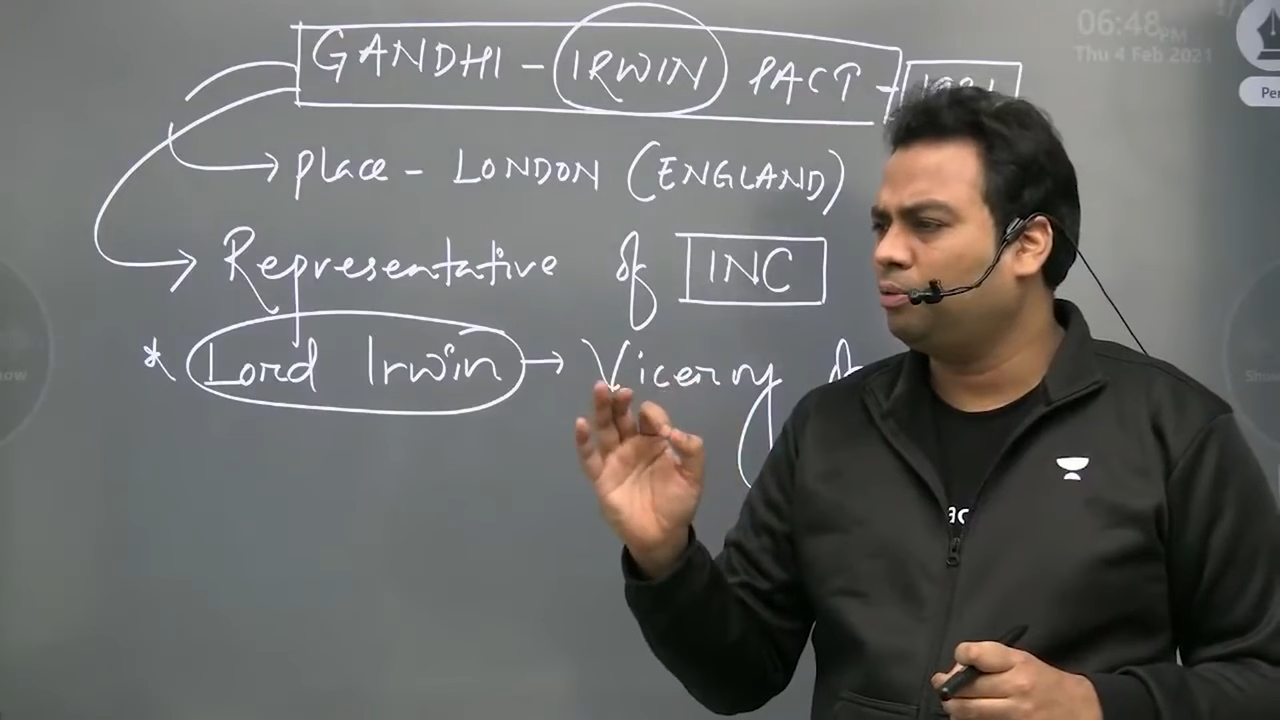 06:48PM
Thu 4 Feb 2021
GANDHI - IRWIN PACT -
Place - LONDON (ENGLAND)
Representative of INC
* Lord Irwin → Viceroy